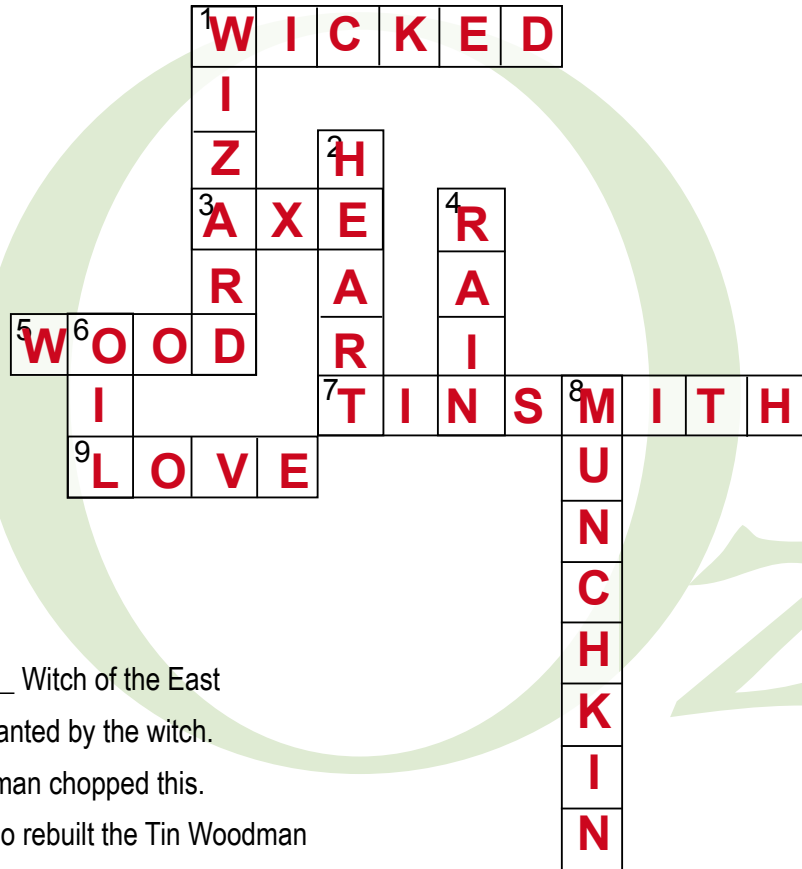 1 W I C K E D
I
Z 2 H
3 A X E 4 R
R A A
5 W 6 O O D R I
I 7 T I N S 8 M I T H
9 L O V E U
N
C
H
K
I
N
_ Witch of the East
anted by the witch.
man chopped this.
o rebuilt the Tin Woodman
Oz